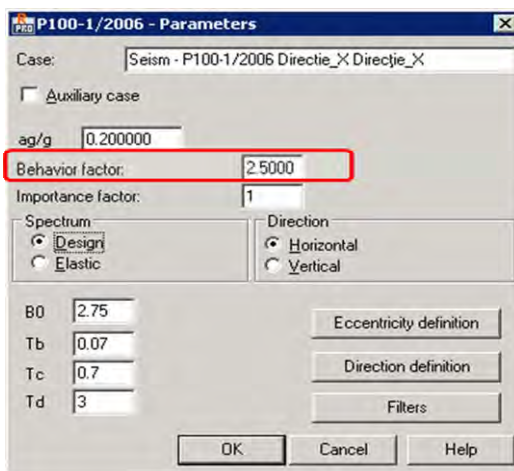 PRO P100-1/2006 - Parameters
Case: Seism - P100-1/2006 Directie_X Direcţie_X
Auxiliary case
ag/g 0.200000
Behavior factor: 2.5000
Importance factor: 1
Spectrum
Design
Elastic
Direction
Horizontal
Vertical
B0 2.75
Tb 0.07
Tc 0.7
Td 3
Eccentricity definition
Direction definition
Filters
OK Cancel Help